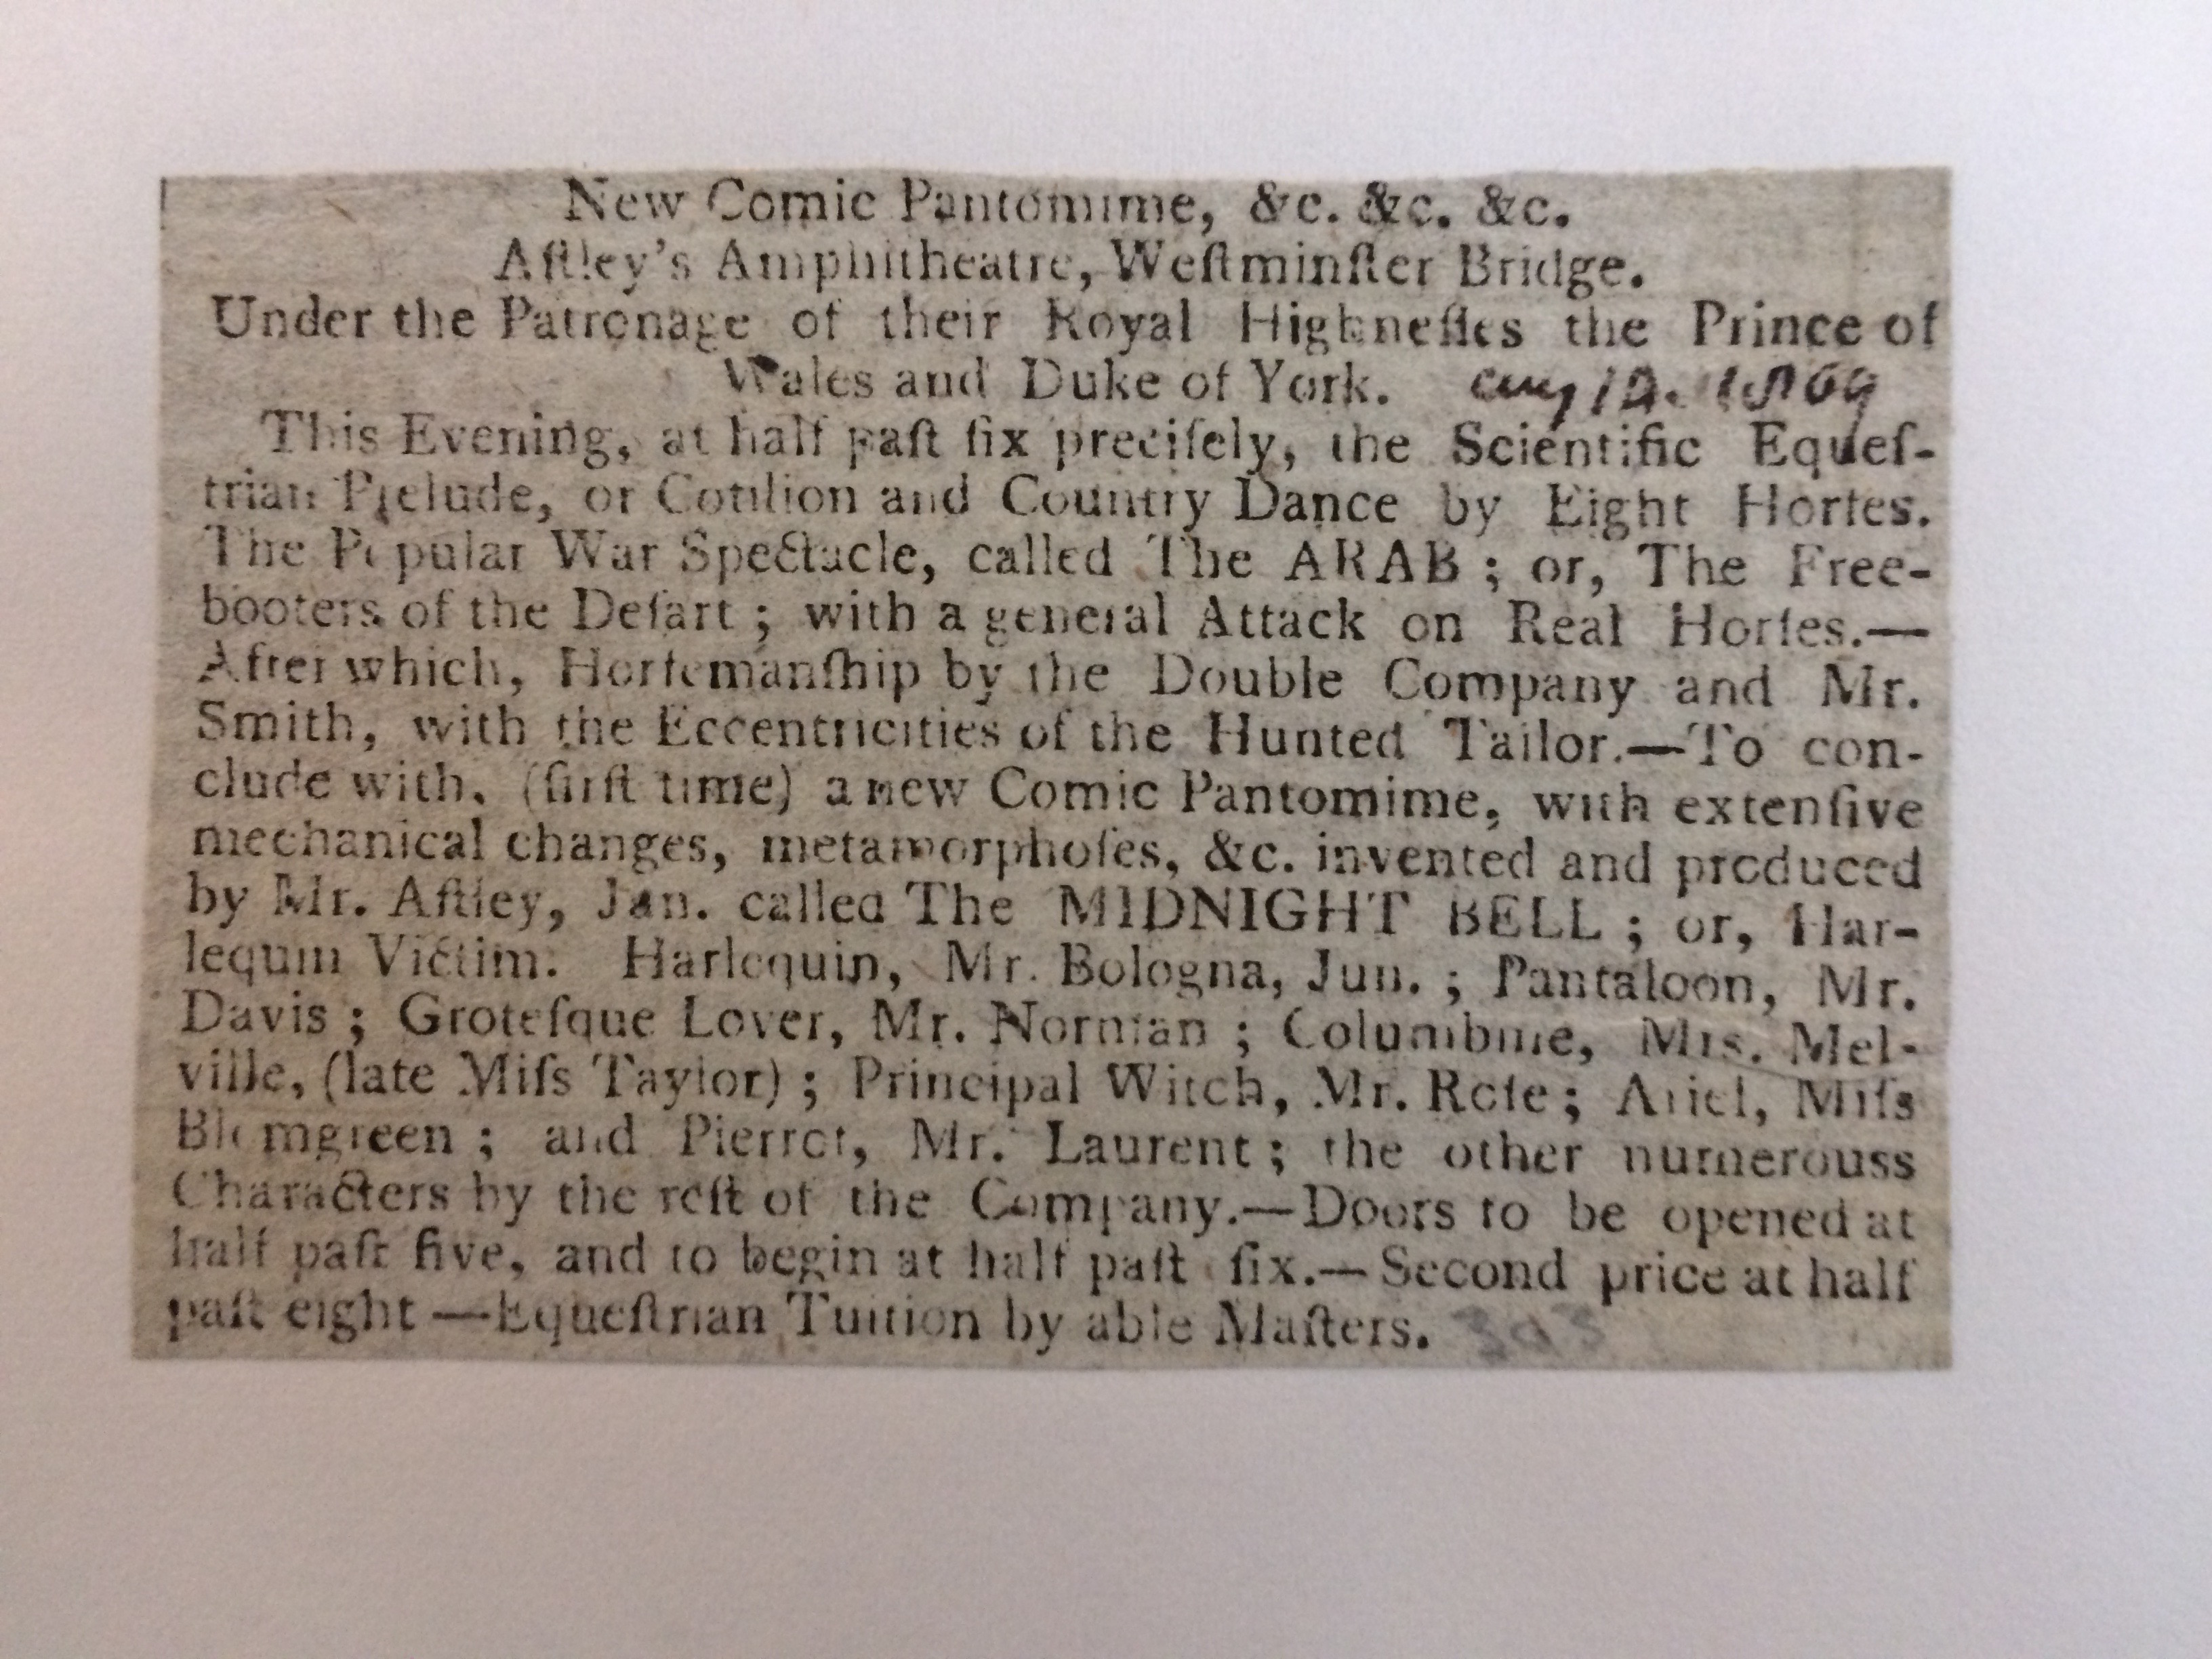 New Comic Pantomime, &c. &c. &c.
Aſtley's Amphitheatre, Weſtminſter Bridge.
Under the Patronage of their Royal Highneſſes the Prince of
Wales and Duke of York.
This Evening, at half paſt ſix preciſely, the Scientific Equeſ-
trian Prelude, or Cotilion and Country Dance by Eight Horſes.
The Popular War Spectacle, called The ARAB ; or, The Free-
booters of the Deſart ; with a general Attack on Real Horſes.—
After which, Horſemanſhip by the Double Company and Mr.
Smith, with the Eccentricities of the Hunted Tailor.—To con-
clude with, (firſt time) a new Comic Pantomime, with extenſive
mechanical changes, metamorphoſes, &c. invented and produced
by Mr. Aſtley, Jun. called The MIDNIGHT BELL ; or, Har-
lequin Victim. Harlequin, Mr. Bologna, Jun. ; Pantaloon, Mr.
Davis ; Groteſque Lover, Mr. Norman ; Columbine, Mrs. Mel-
ville, (late Miſs Taylor) ; Principal Witch, Mr. Roſe ; Ariel, Miſs
Blomgreen ; and Pierrot, Mr. Laurent ; the other numerouss
Characters by the reſt of the Company.—Doors to be opened at
half paſt five, and to begin at half paſt ſix.—Second price at half
paſt eight —Equeſtrian Tuition by able Maſters.